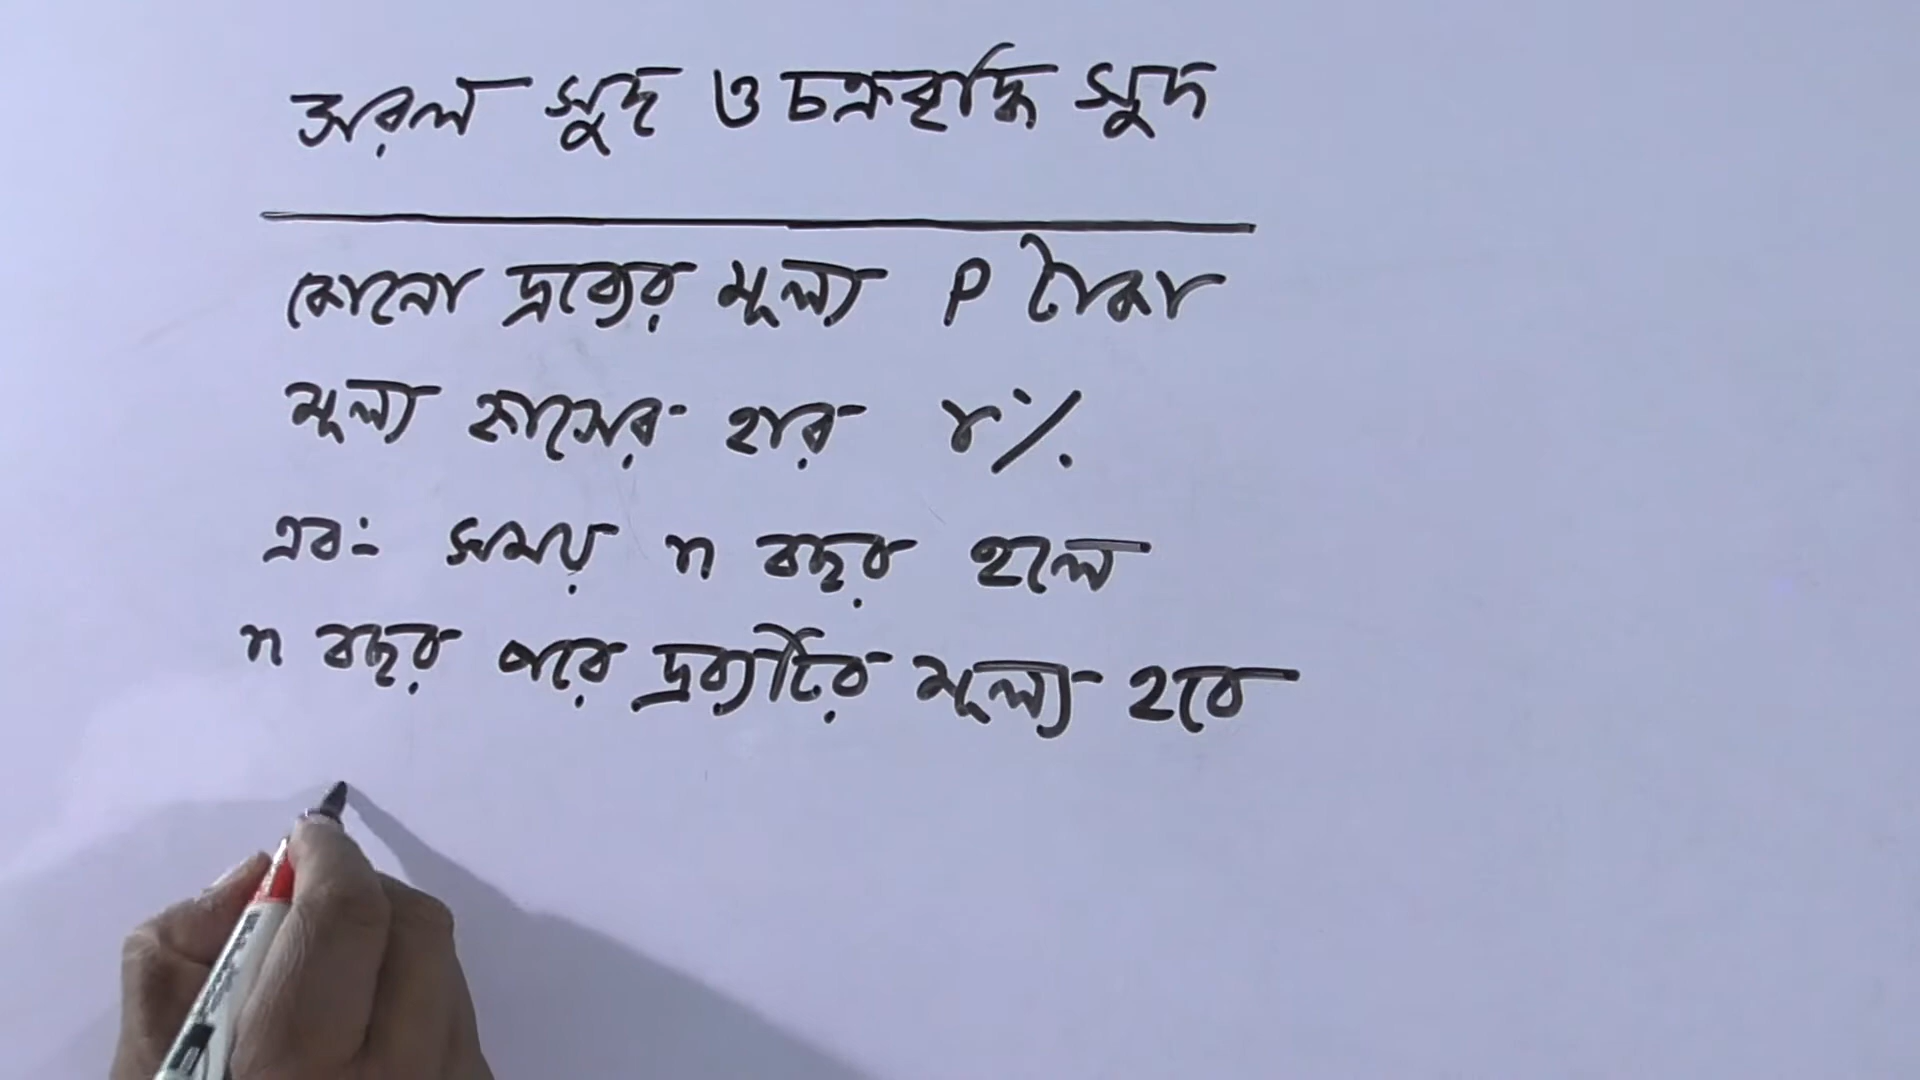 সরল সুদ ও চক্রবৃদ্ধি সুদ
কোনো দ্রব্যের মূল্য P টাকা
মূল্য হ্রাসের হার r%
এবং সময় n বছর হলে
n বছর পরে দ্রব্যটির মূল্য হবে